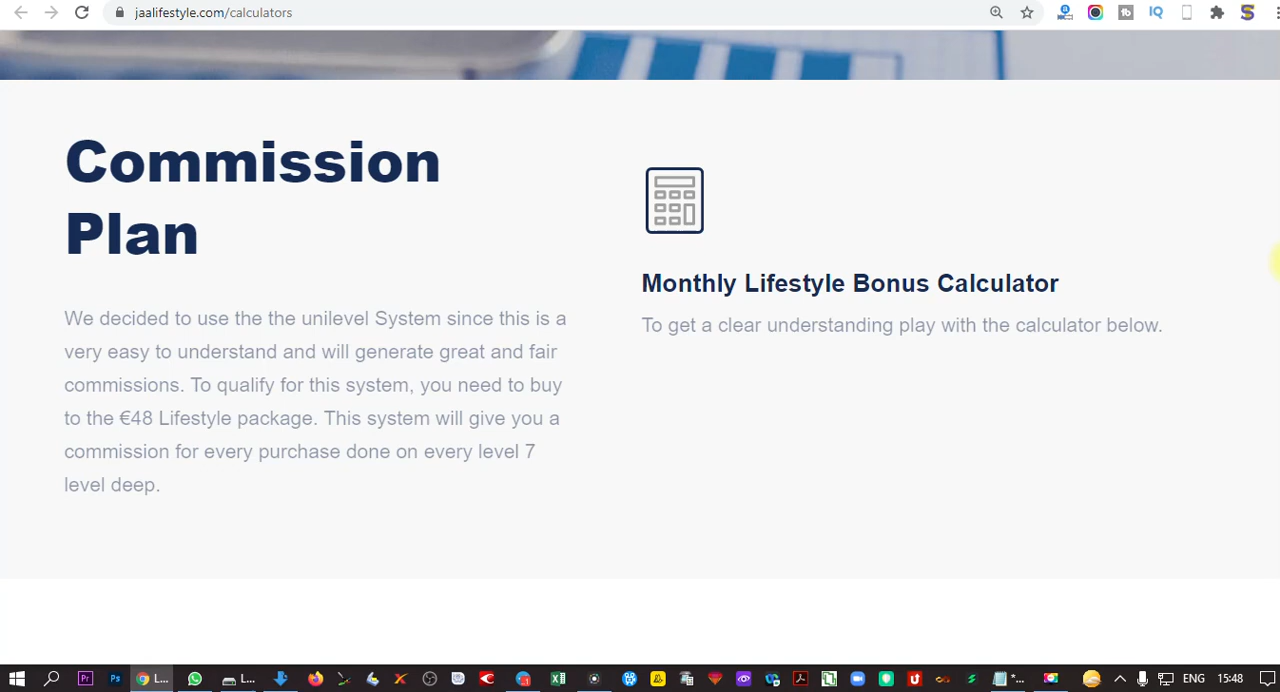 jaalifestyle.com/calculators
Commission
Plan
We decided to use the the unilevel System since this is a
very easy to understand and will generate great and fair
commissions. To qualify for this system, you need to buy
to the €48 Lifestyle package. This system will give you a
commission for every purchase done on every level 7
level deep.
Monthly Lifestyle Bonus Calculator
To get a clear understanding play with the calculator below.
Pr
Ps
L...
L...
ENG
15:48